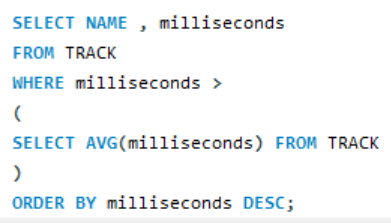 SELECT NAME , milliseconds
FROM TRACK
WHERE milliseconds >
(
SELECT AVG(milliseconds) FROM TRACK
)
ORDER BY milliseconds DESC;